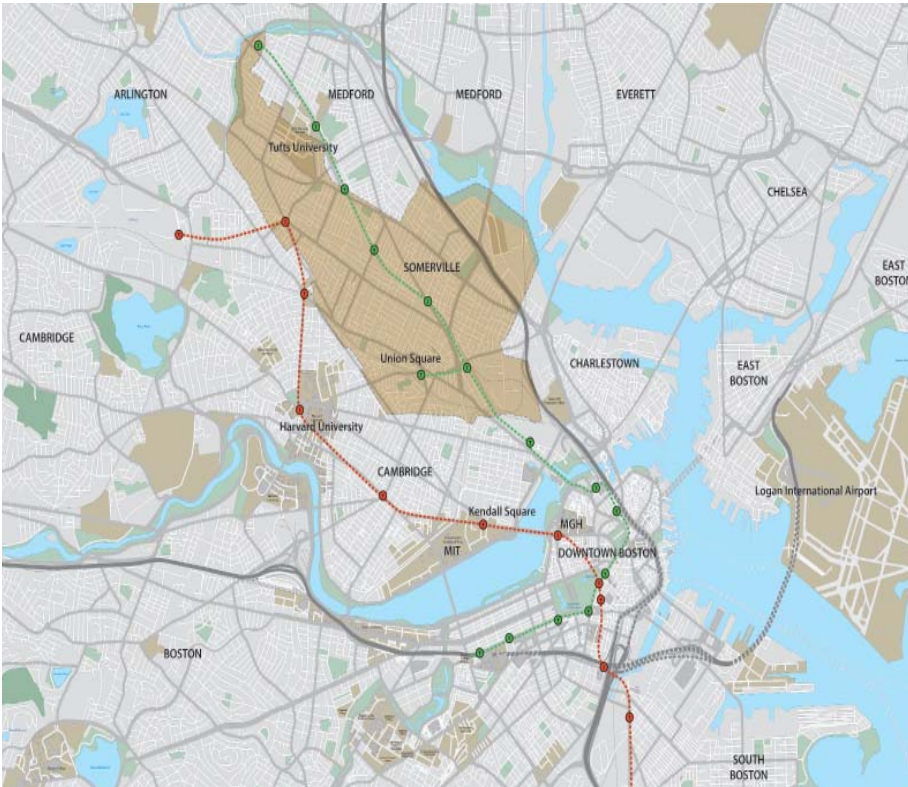 ARLINGTON
MEDFORD
MEDFORD
EVERETT
Tufts University
CHELSEA
SOMERVILLE
EAST
BOSTON
CAMBRIDGE
Union Square
CHARLESTOWN
EAST
BOSTON
Harvard University
CAMBRIDGE
Logan International Airport
Kendall Square
MGH
MIT
DOWNTOWN BOSTON
BOSTON
SOUTH
BOSTON